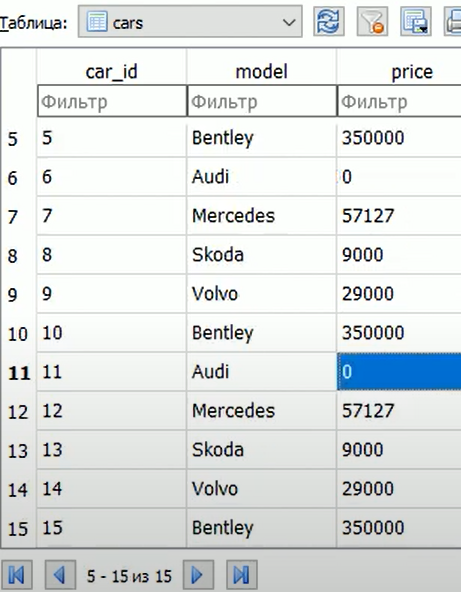 Таблица: cars
car_id model price
Фильтр Фильтр Фильтр
5 5 Bentley 350000
6 6 Audi 0
7 7 Mercedes 57127
8 8 Skoda 9000
9 9 Volvo 29000
10 10 Bentley 350000
11 11 Audi 0
12 12 Mercedes 57127
13 13 Skoda 9000
14 14 Volvo 29000
15 15 Bentley 350000
5 - 15 из 15